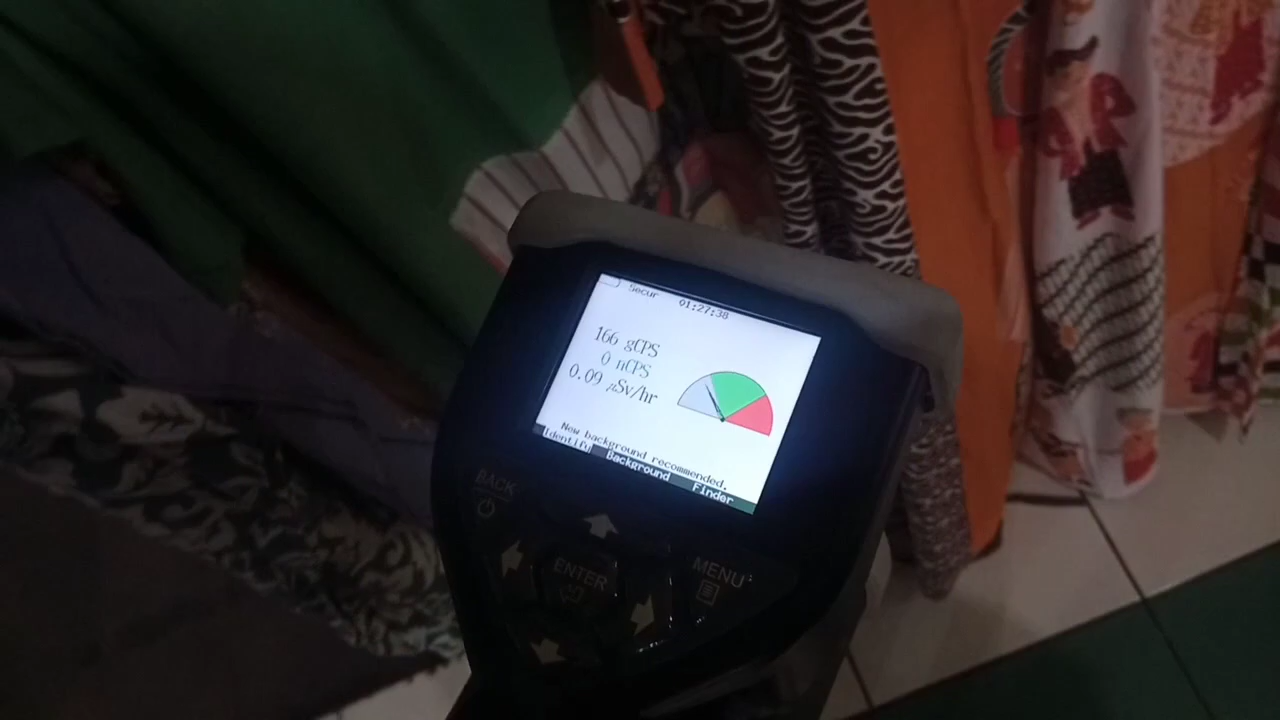 Secur 01:27:38
166 gCPS
0 nCPS
0.09 μSv/hr
New background recommended.
Identify Background Finder
BACK
ENTER
MENU